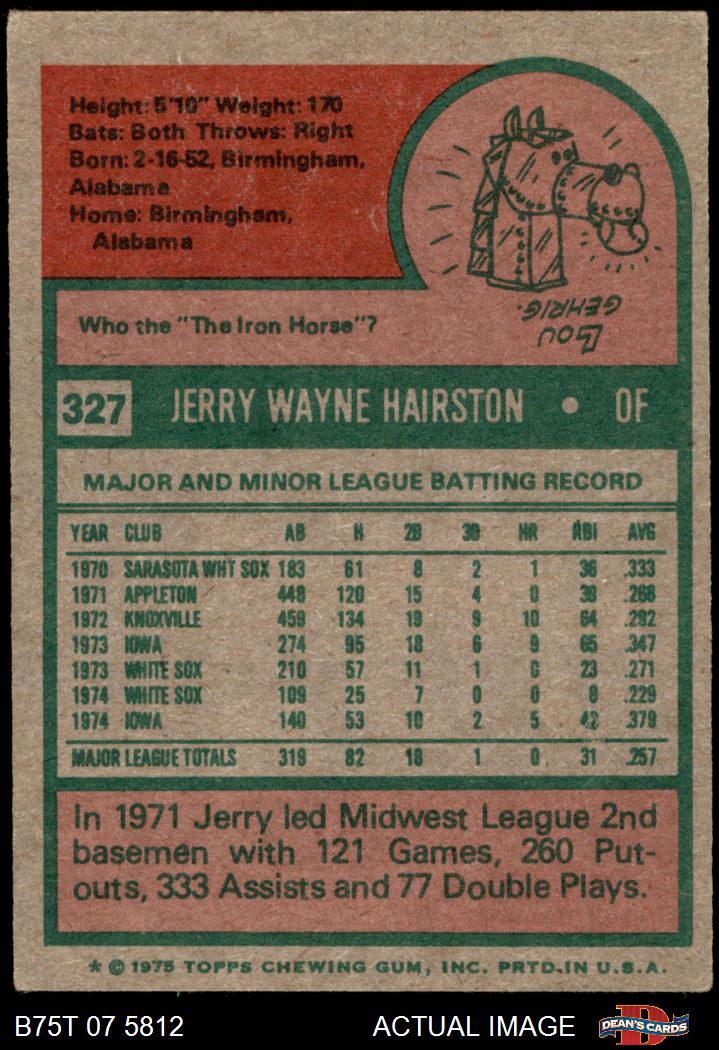 Height: 5'10" Weight: 170
Bats: Both Throws: Right
Born: 2-16-52, Birmingham,
Alabama
Home: Birmingham,
Alabama
Who the "The Iron Horse"?
LOU
GEHRIG.
327 JERRY WAYNE HAIRSTON • OF
MAJOR AND MINOR LEAGUE BATTING RECORD
YEAR CLUB AB H 2B 3B HR RBI AVG
1970 SARASOTA WHT SOX 183 61 8 2 1 36 .333
1971 APPLETON 448 120 15 4 0 39 .268
1972 KNOXVILLE 459 134 19 9 10 64 .292
1973 IOWA 274 95 18 6 9 65 .347
1973 WHITE SOX 210 57 11 1 0 23 .271
1974 WHITE SOX 109 25 7 0 0 8 .229
1974 IOWA 140 53 10 2 5 42 .379
MAJOR LEAGUE TOTALS 319 82 18 1 0 31 .257
In 1971 Jerry led Midwest League 2nd
basemen with 121 Games, 260 Put-
outs, 333 Assists and 77 Double Plays.
* © 1975 TOPPS CHEWING GUM, INC. PRTD. IN U.S.A.
B75T 07 5812 ACTUAL IMAGE DEAN'S CARDS